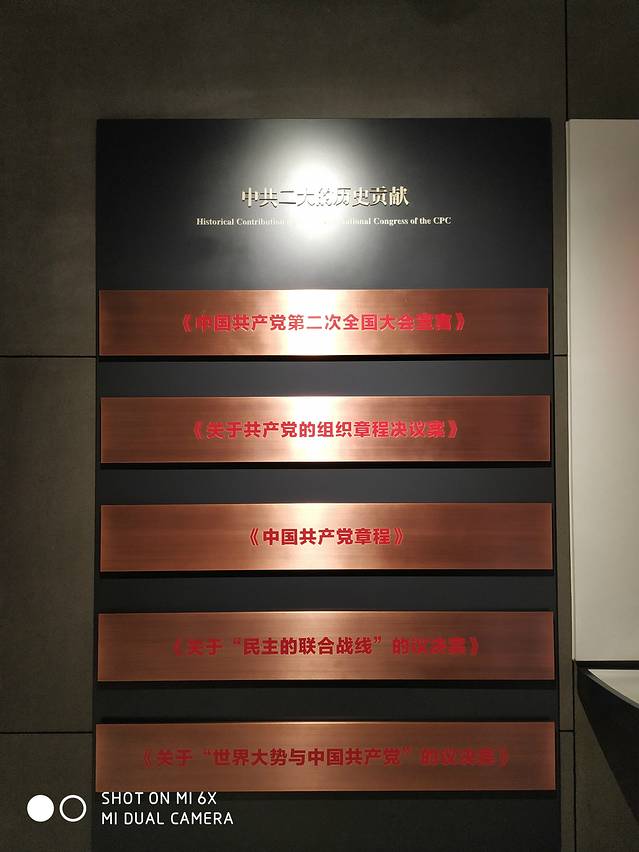 中共二大的历史贡献
Historical Contribution ational Congress of the CPC
《中国共产党第二次全国大会宣言》
《关于共产党的组织章程决议案》
《中国共产党章程》
《关于“民主的联合战线”的议决案》
《关于“世界大势与中国共产党”的议决案》
SHOT ON MI 6X
MI DUAL CAMERA